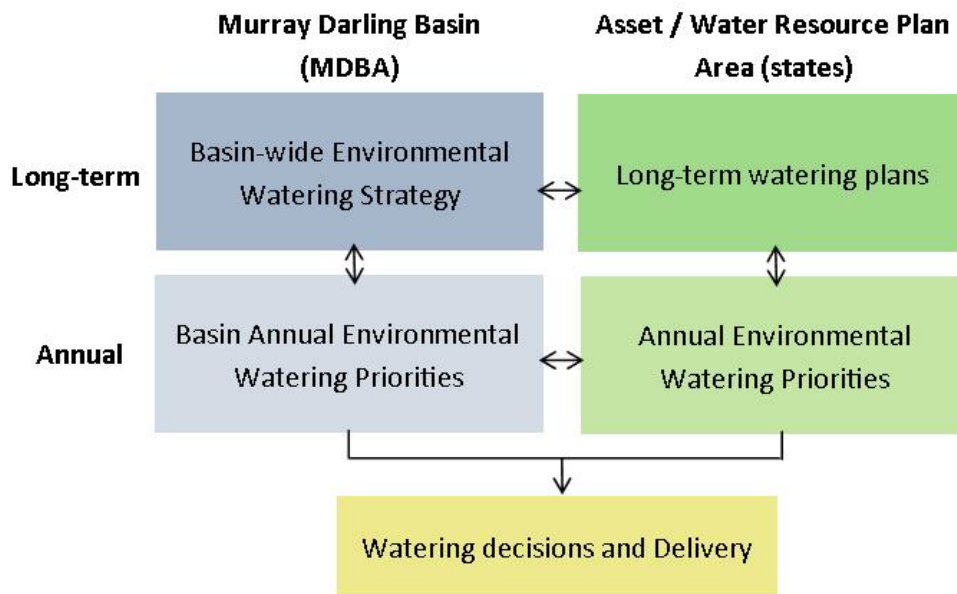 Murray Darling Basin
(MDBA)
Asset / Water Resource Plan
Area (states)
Long-term
Basin-wide Environmental
Watering Strategy
Long-term watering plans
Annual
Basin Annual Environmental
Watering Priorities
Annual Environmental
Watering Priorities
Watering decisions and Delivery